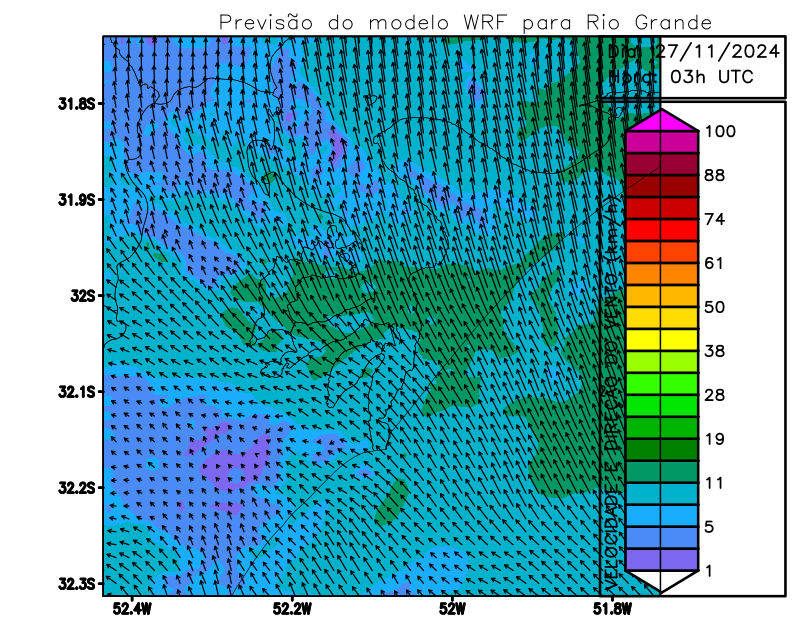 Previsão do modelo WRF para Rio Grande
Dia: 27/11/2024
Hora: 03h UTC
31.8S
31.9S
32S
32.1S
32.2S
32.3S
52.4W
52.2W
52W
51.8W
VELOCIDADE E DIREÇÃO DO VENTO (km/h)
100
88
74
61
50
38
28
19
11
5
1